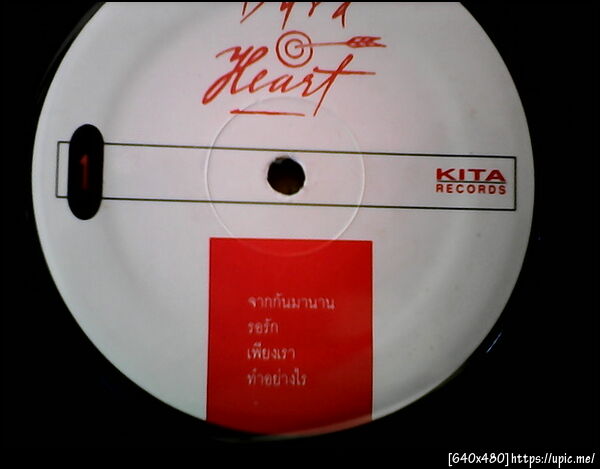 Heart
1
KITA
RECORDS
จากกันมานาน
รอรัก
เพียงเรา
ทำอย่างไร
[640x480]https://upic.me/